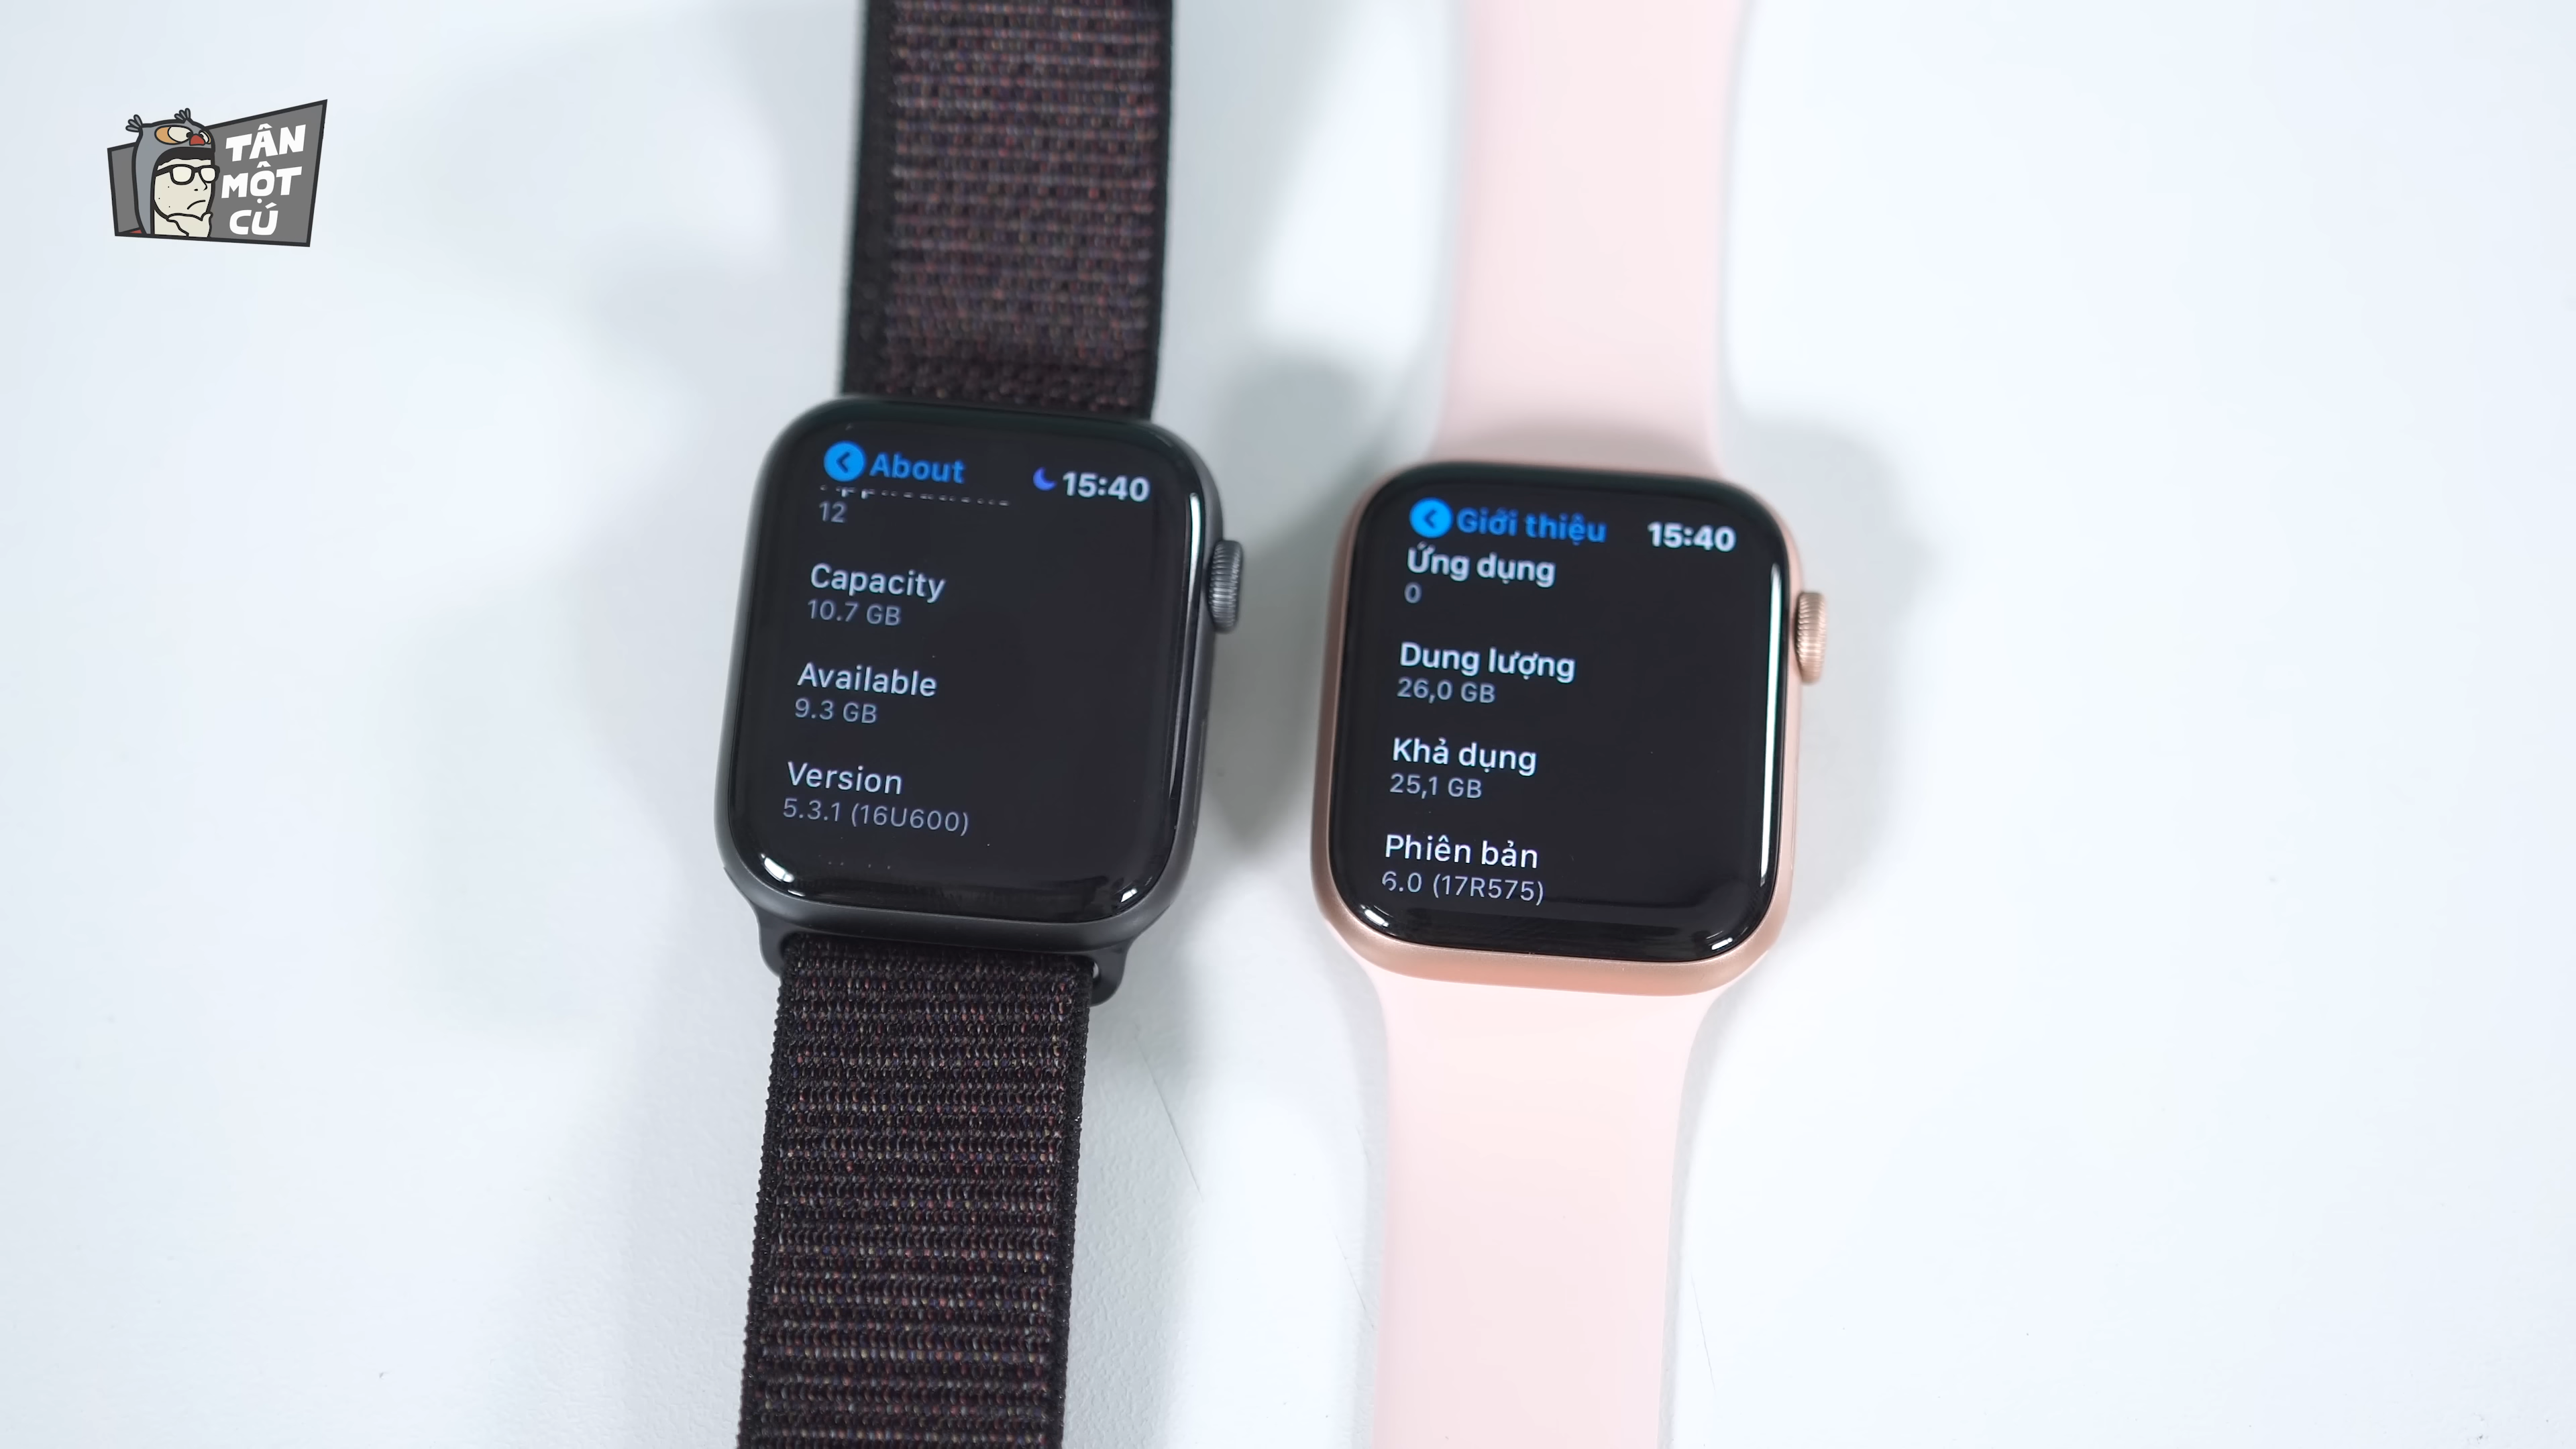 TÂN
MỘT
CÚ
About
15:40
12
Capacity
10.7 GB
Available
9.3 GB
Version
5.3.1 (16U600)
Giới thiệu
15:40
Ứng dụng
0
Dung lượng
26,0 GB
Khả dụng
25,1 GB
Phiên bản
6.0 (17R575)